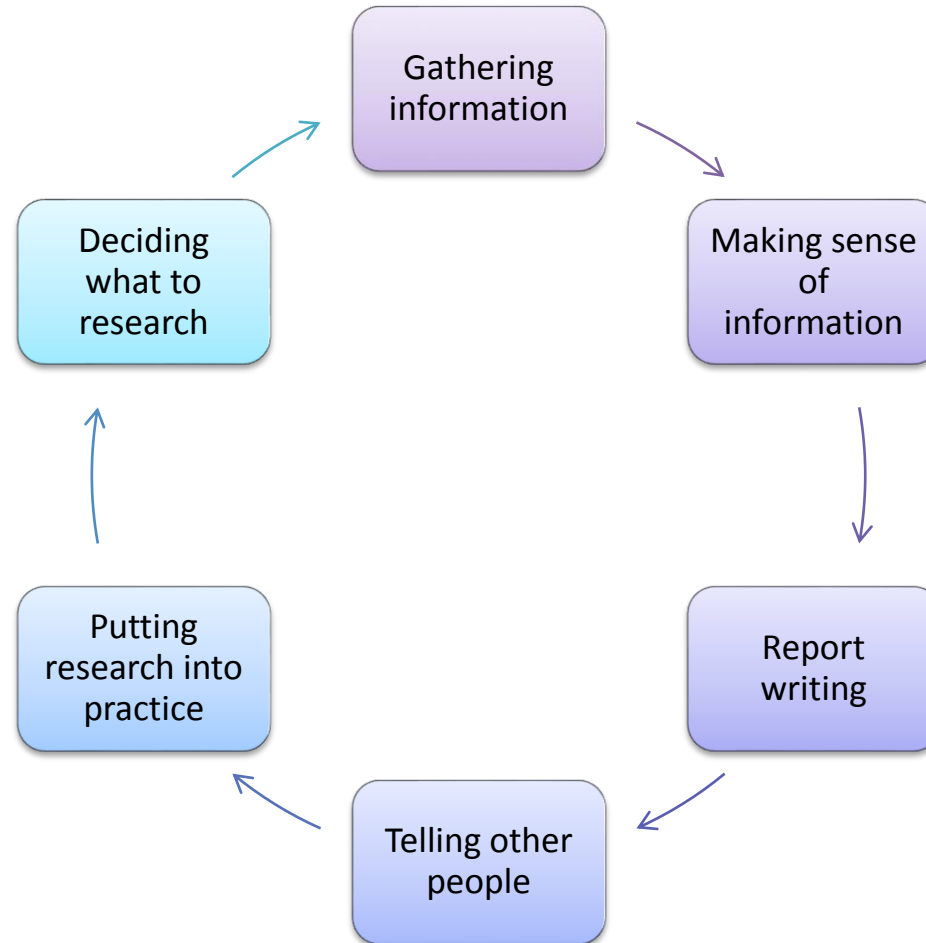 Gathering
information
Making sense
of
information
Report
writing
Telling other
people
Putting
research into
practice
Deciding
what to
research